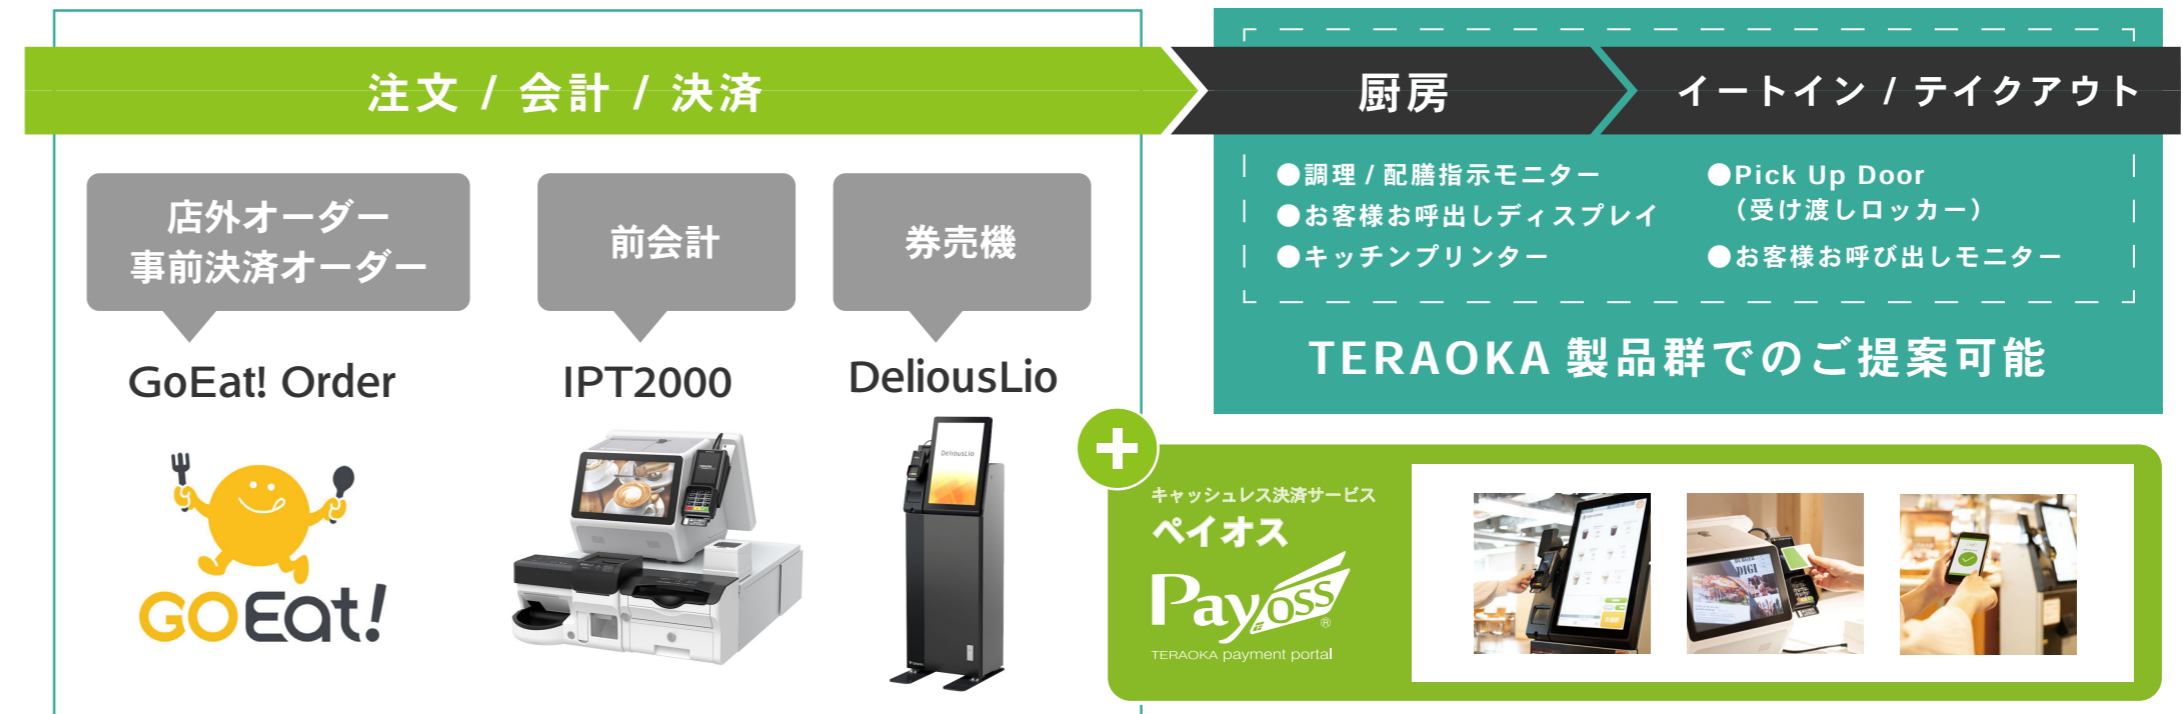 注文 / 会計 / 決済
厨房
イートイン / テイクアウト
店外オーダー
事前決済オーダー
前会計
券売機
GoEat! Order
IPT2000
DeliousLio
GOEat!
DeliousLio
●調理 / 配膳指示モニター
●お客様お呼出しディスプレイ
●キッチンプリンター
●Pick Up Door
（受け渡しロッカー）
●お客様お呼び出しモニター
TERAOKA 製品群でのご提案可能
+
キャッシュレス決済サービス
ペイオス
Payoss®
TERAOKA payment portal
DIGI